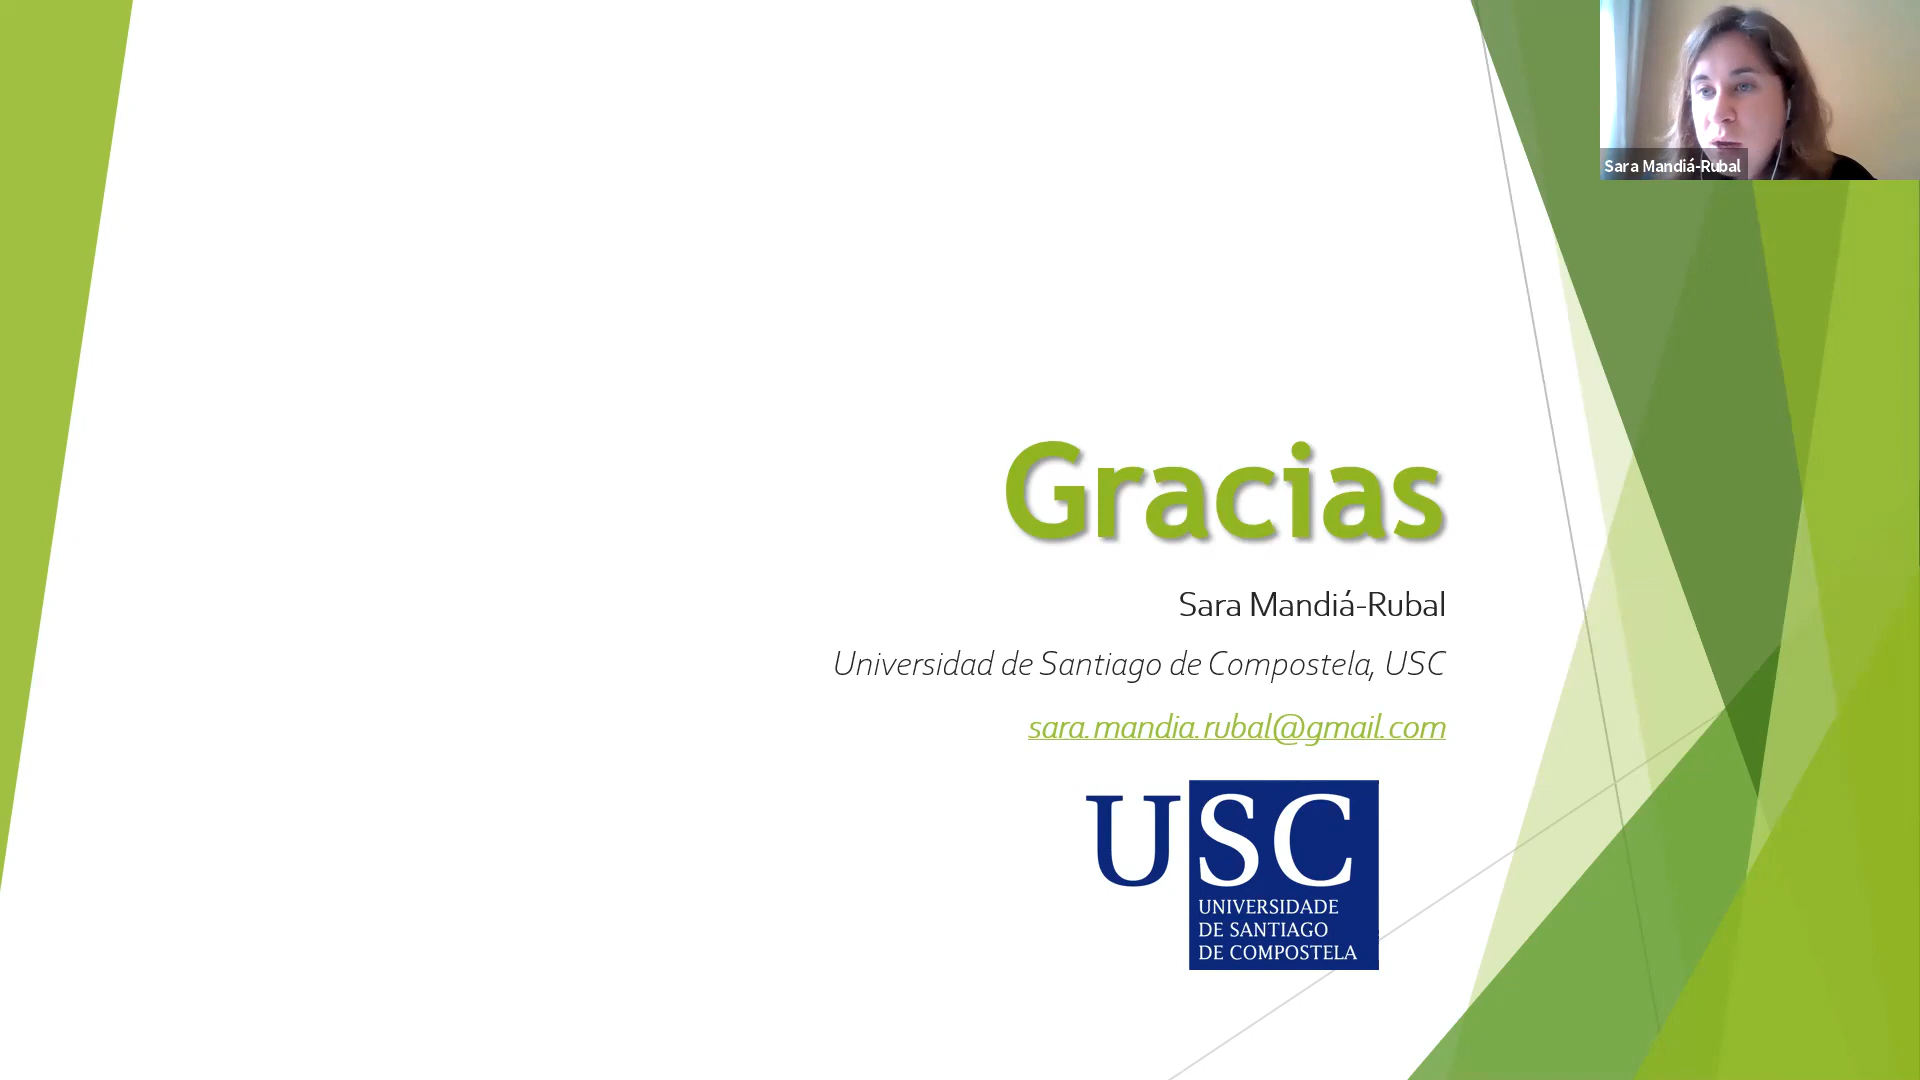 Sara Mandiá-Rubal
Gracias
Sara Mandiá-Rubal
Universidad de Santiago de Compostela, USC
sara.mandia.rubal@gmail.com
USC
UNIVERSIDADE
DE SANTIAGO
DE COMPOSTELA